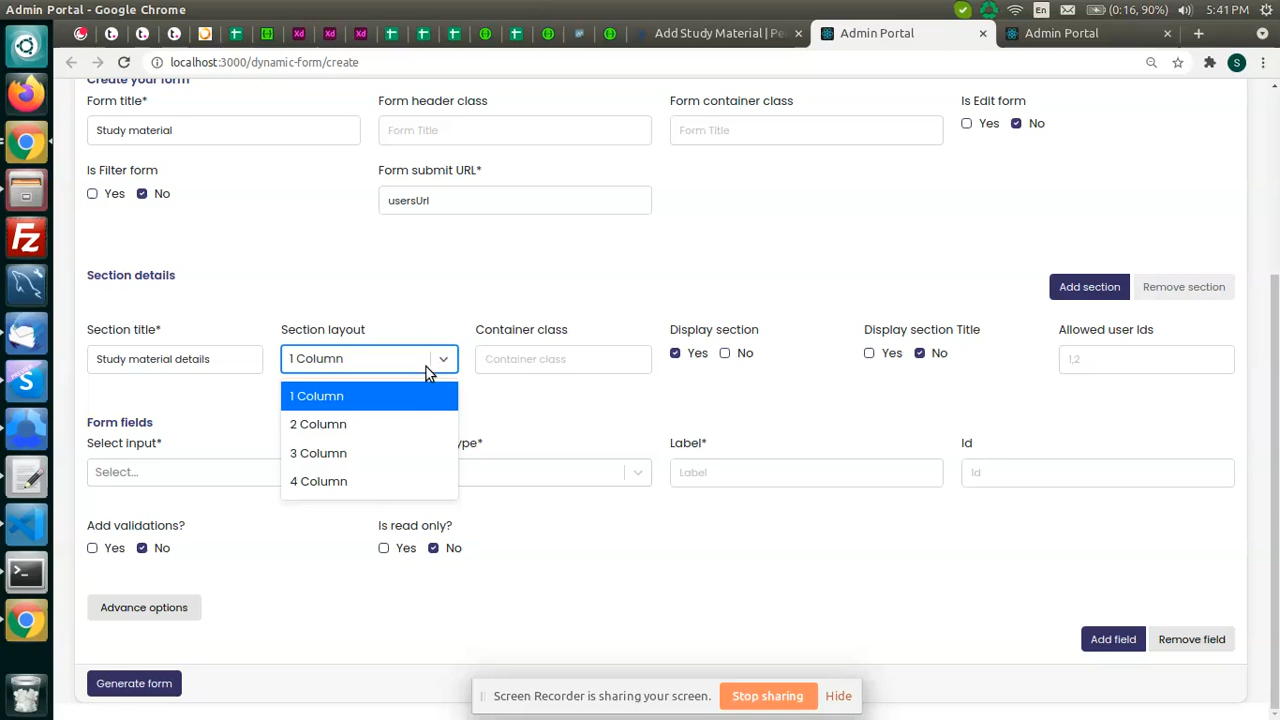 Admin Portal - Google Chrome
En
(0:16, 90%)
5:41 PM
Add Study Material | Pe
Admin Portal
Admin Portal
localhost:3000/dynamic-form/create
S
Create your form
Form title*
Form header class
Form container class
Is Edit form
Study material
Form Title
Form Title
Yes
No
Is Filter form
Form submit URL*
Yes
No
usersUrl
Section details
Add section
Remove section
Section title*
Section layout
Container class
Display section
Display section Title
Allowed user Ids
Study material details
1 Column
Container class
Yes
No
Yes
No
1,2
1 Column
2 Column
3 Column
4 Column
Form fields
Select input*
ype*
Label*
Id
Select...
Label
Id
Add validations?
Is read only?
Yes
No
Yes
No
Advance options
Add field
Remove field
Generate form
Screen Recorder is sharing your screen.
Stop sharing
Hide